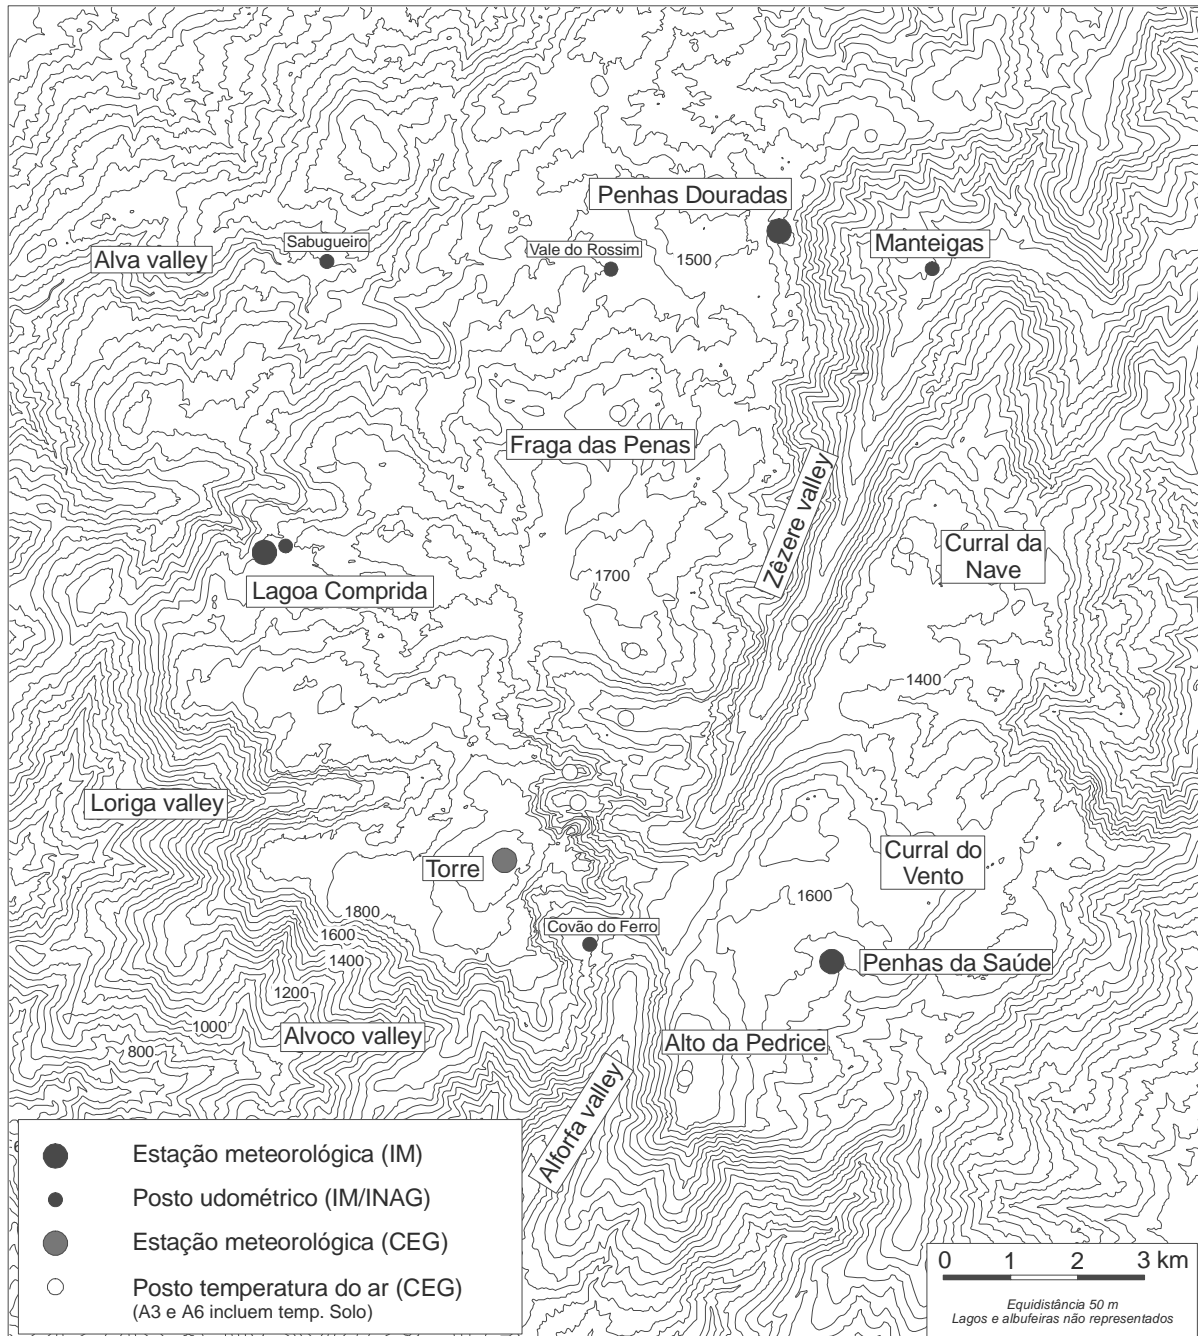 Penhas Douradas
Manteigas
Sabugueiro
Vale do Rossim
Alva valley
1500
Fraga das Penas
Zêzere valley
Curral da
Nave
1700
Lagoa Comprida
1400
Loriga valley
Torre
Curral do
Vento
1600
1800
1600
1400
Covão do Ferro
Penhas da Saúde
1200
1000
800
Alvoco valley
Alto da Pedrice
Alforfa valley
6
Estação meteorológica (IM)
Posto udométrico (IM/INAG)
Estação meteorológica (CEG)
Posto temperatura do ar (CEG)
(A3 e A6 incluem temp. Solo)
0 1 2 3 km
Equidistância 50 m
Lagos e albufeiras não representados